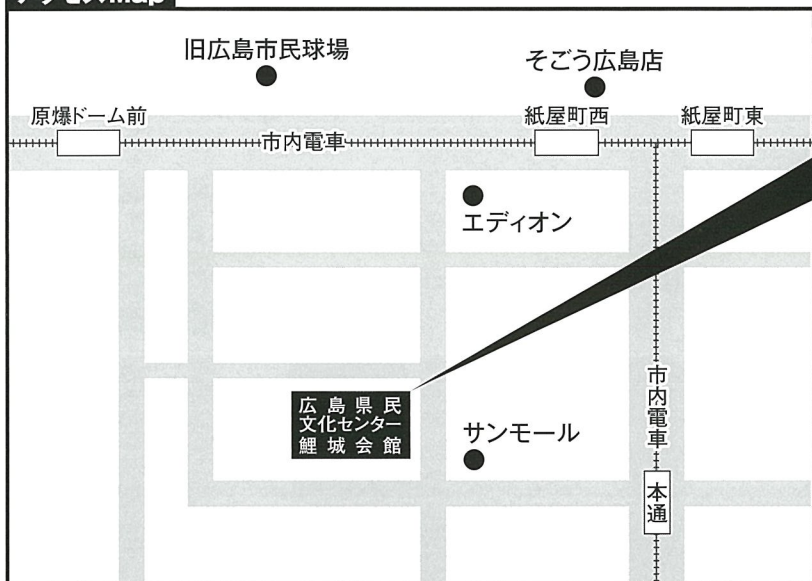 旧広島市民球場
そごう広島店
原爆ドーム前
紙屋町西
紙屋町東
市内電車
エディオン
市内電車
広島県民
文化センター
鯉城会館
サンモール
本通